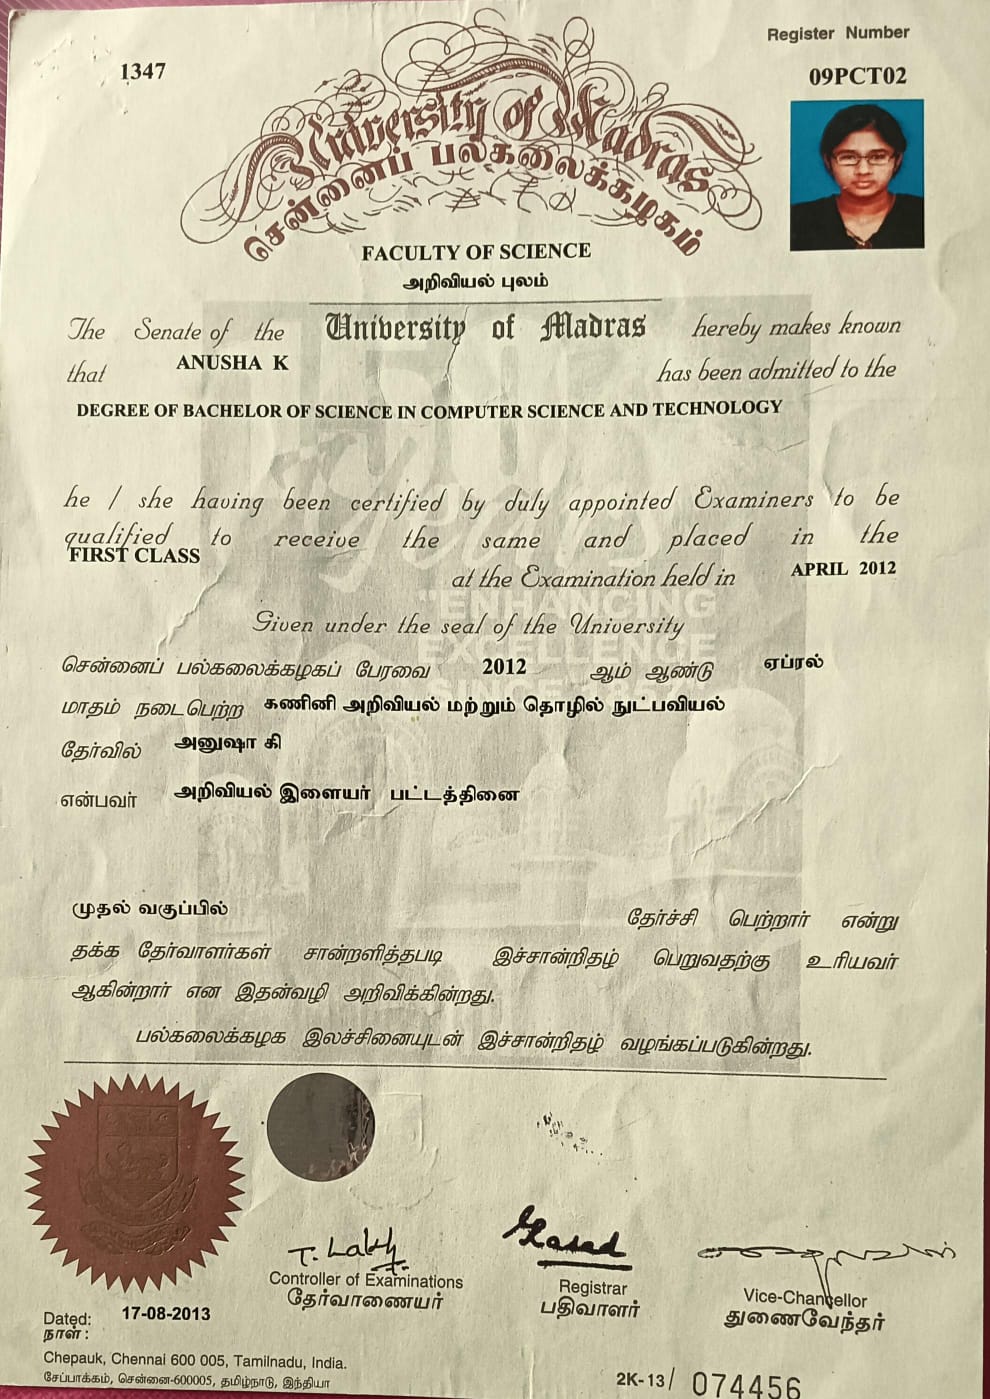 Register Number
1347
09PCT02
University of Madras
சென்னைப் பல்கலைக்கழகம்
FACULTY OF SCIENCE
அறிவியல் புலம்
The Senate of the University of Madras hereby makes known
that ANUSHA K has been admitted to the
DEGREE OF BACHELOR OF SCIENCE IN COMPUTER SCIENCE AND TECHNOLOGY
he / she having been certified by duly appointed Examiners to be
qualified to receive the same and placed in the
FIRST CLASS at the Examination held in APRIL 2012
"ENHANCING
Given under the seal of the University
EXCELLENCE
சென்னைப் பல்கலைக்கழகப் பேரவை 2012 ஆம் ஆண்டு ஏப்ரல்
மாதம் நடைபெற்ற கணினி அறிவியல் மற்றும் தொழில் நுட்பவியல்
தேர்வில் அனுஷா கி
என்பவர் அறிவியல் இளையர் பட்டத்தினை
முதல் வகுப்பில் தேர்ச்சி பெற்றார் என்று
தக்க தேர்வாளர்கள் சான்றளித்தபடி இச்சான்றிதழ் பெறுவதற்கு உரியவர்
ஆகின்றார் என இதன்வழி அறிவிக்கின்றது.
பல்கலைக்கழக இலச்சினையுடன் இச்சான்றிதழ் வழங்கப்படுகின்றது.
Controller of Examinations
தேர்வாணையர்
Registrar
பதிவாளர்
Vice-Chancellor
துணைவேந்தர்
Dated: 17-08-2013
நாள் :
Chepauk, Chennai 600 005, Tamilnadu, India.
சேப்பாக்கம், சென்னை-600005, தமிழ்நாடு, இந்தியா
2K-13/ 074456